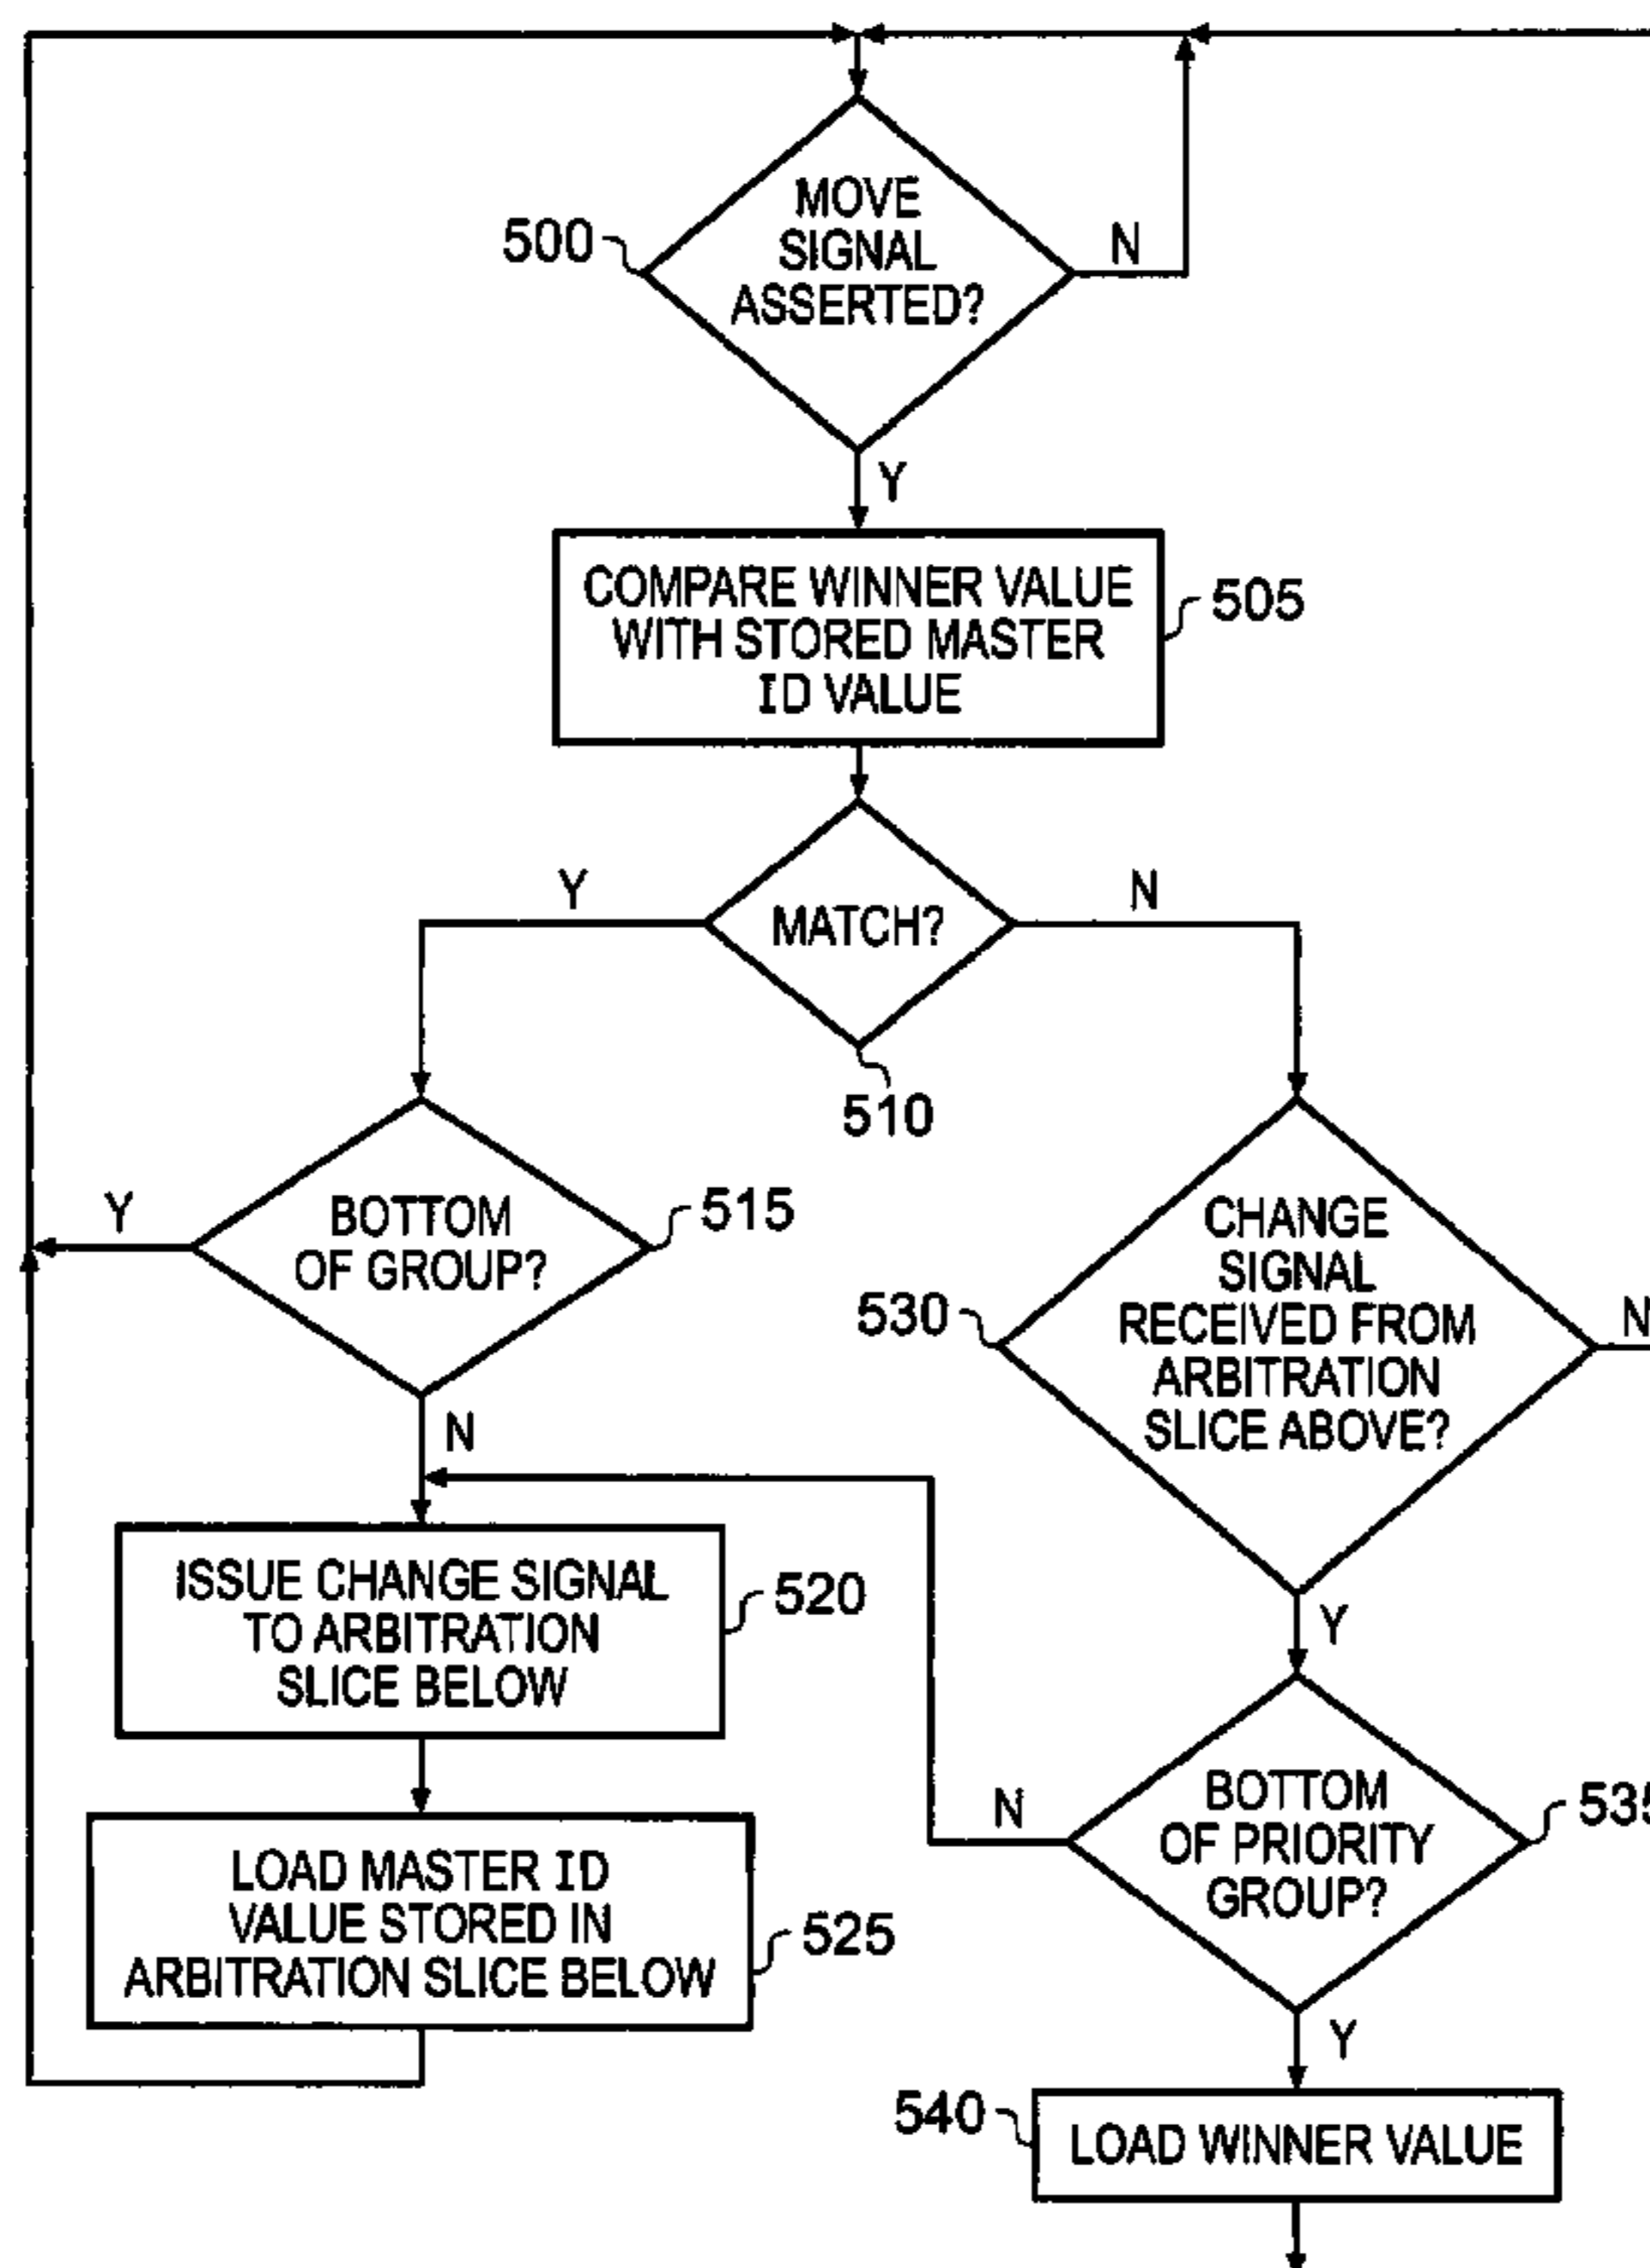 MOVE
SIGNAL
ASSERTED?
500
N
Y
COMPARE WINNER VALUE
WITH STORED MASTER
ID VALUE
505
Y
MATCH?
N
510
Y
BOTTOM
OF GROUP?
515
N
CHANGE
SIGNAL
RECEIVED FROM
ARBITRATION
SLICE ABOVE?
530
N
Y
ISSUE CHANGE SIGNAL
TO ARBITRATION
SLICE BELOW
520
LOAD MASTER ID
VALUE STORED IN
ARBITRATION SLICE BELOW
525
N
BOTTOM
OF PRIORITY
GROUP?
535
Y
540
LOAD WINNER VALUE